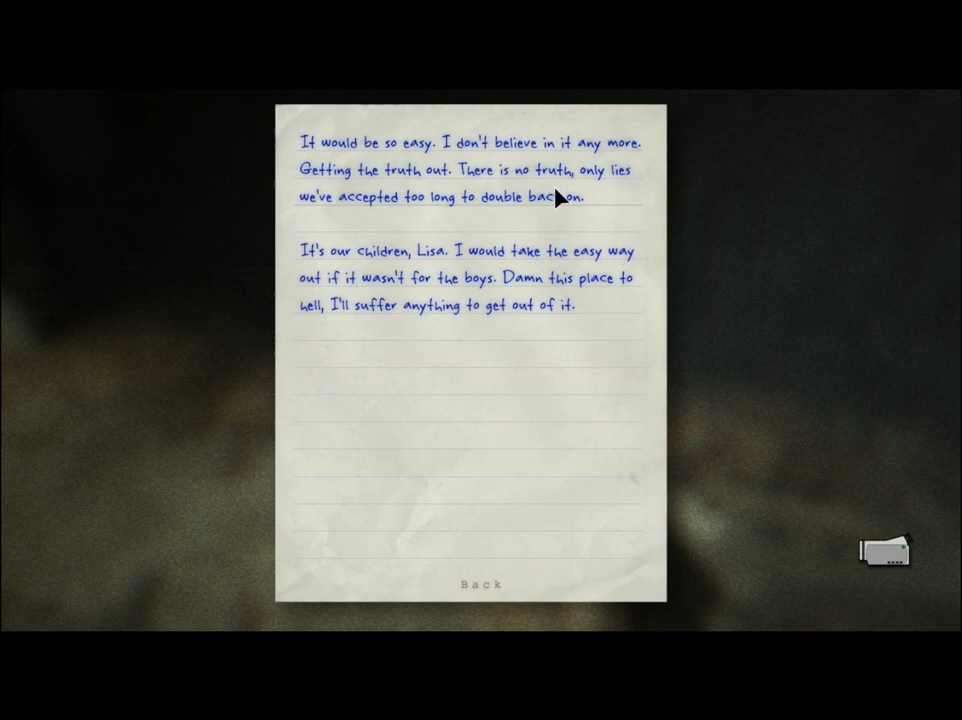 It would be so easy. I don't believe in it any more.
Getting the truth out. There is no truth, only lies
we've accepted too long to double back on.
It's our children, Lisa. I would take the easy way
out if it wasn't for the boys. Damn this place to
hell, I'll suffer anything to get out of it.
Back